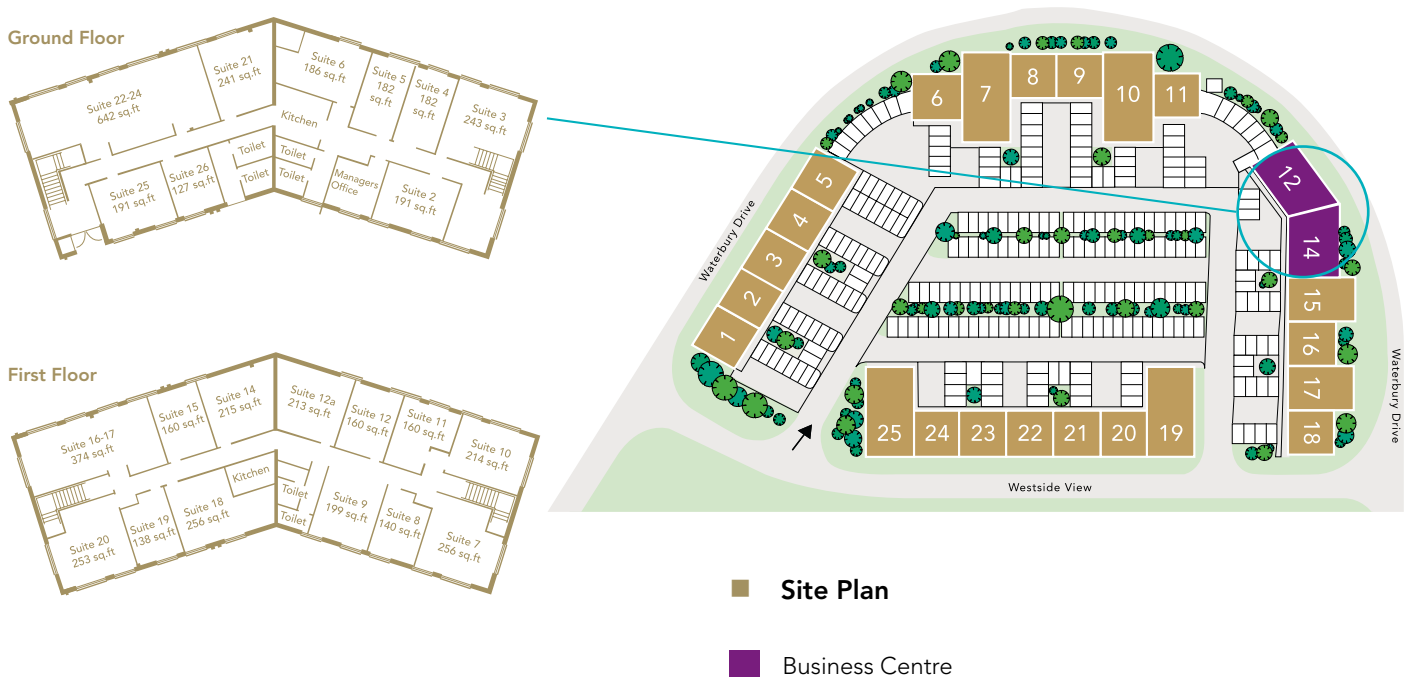 Ground Floor
Suite 22-24
642 sq.ft
Suite 21
241 sq.ft
Suite 6
186 sq.ft
Suite 5
182
sq.ft
Suite 4
182
sq.ft
Suite 3
243 sq.ft
Kitchen
Toilet
Toilet
Toilet
Toilet
Managers
Office
Suite 2
191 sq.ft
Suite 26
127 sq.ft
Suite 25
191 sq.ft
First Floor
Suite 16-17
374 sq.ft
Suite 15
160 sq.ft
Suite 14
215 sq.ft
Suite 12a
213 sq.ft
Suite 12
160 sq.ft
Suite 11
160 sq.ft
Suite 10
214 sq.ft
Kitchen
Toilet
Toilet
Suite 20
253 sq.ft
Suite 19
138 sq.ft
Suite 18
256 sq.ft
Suite 9
199 sq.ft
Suite 8
140 sq.ft
Suite 7
256 sq.ft
1
2
3
4
5
6
7
8
9
10
11
12
14
15
16
17
18
25
24
23
22
21
20
19
Waterbury Drive
Waterbury Drive
Westside View
Site Plan
Business Centre